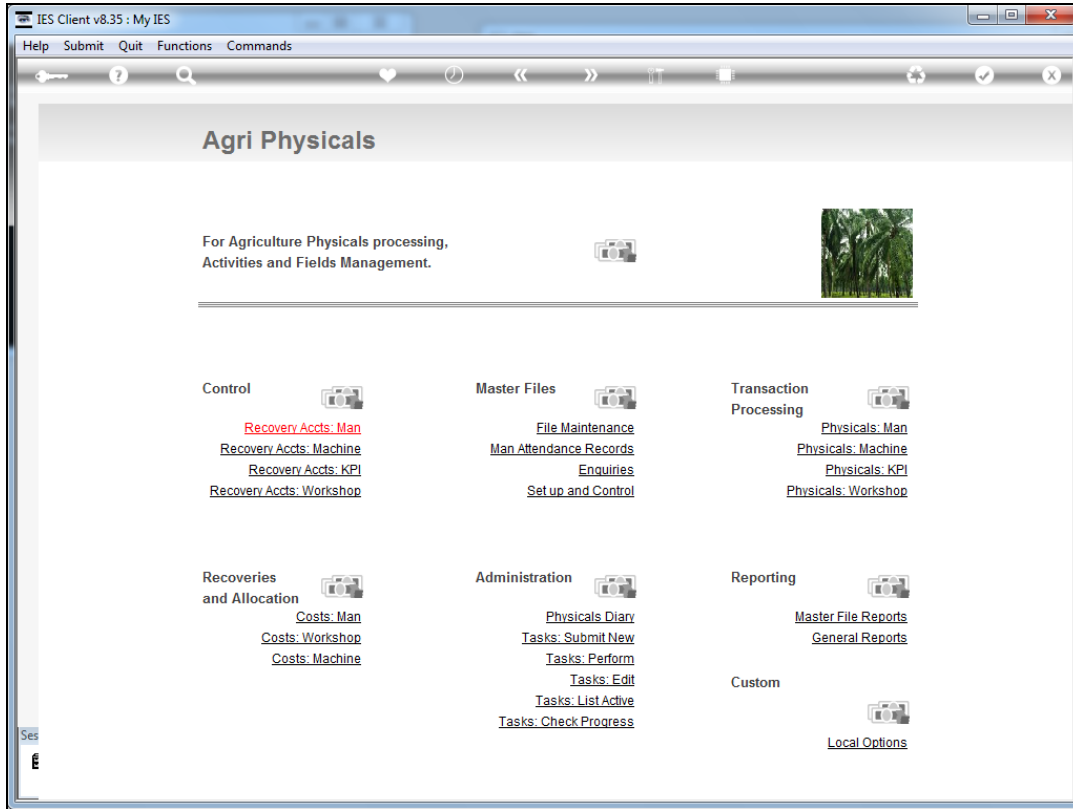 IES Client v8.35 : My IES
Help Submit Quit Functions Commands
Agri Physicals
For Agriculture Physicals processing,
Activities and Fields Management.
Control
Recovery Accts: Man
Recovery Accts: Machine
Recovery Accts: KPI
Recovery Accts: Workshop
Master Files
File Maintenance
Man Attendance Records
Enquiries
Set up and Control
Transaction
Processing
Physicals: Man
Physicals: Machine
Physicals: KPI
Physicals: Workshop
Recoveries
and Allocation
Costs: Man
Costs: Workshop
Costs: Machine
Administration
Physicals Diary
Tasks: Submit New
Tasks: Perform
Tasks: Edit
Tasks: List Active
Tasks: Check Progress
Reporting
Master File Reports
General Reports
Custom
Local Options
Ses